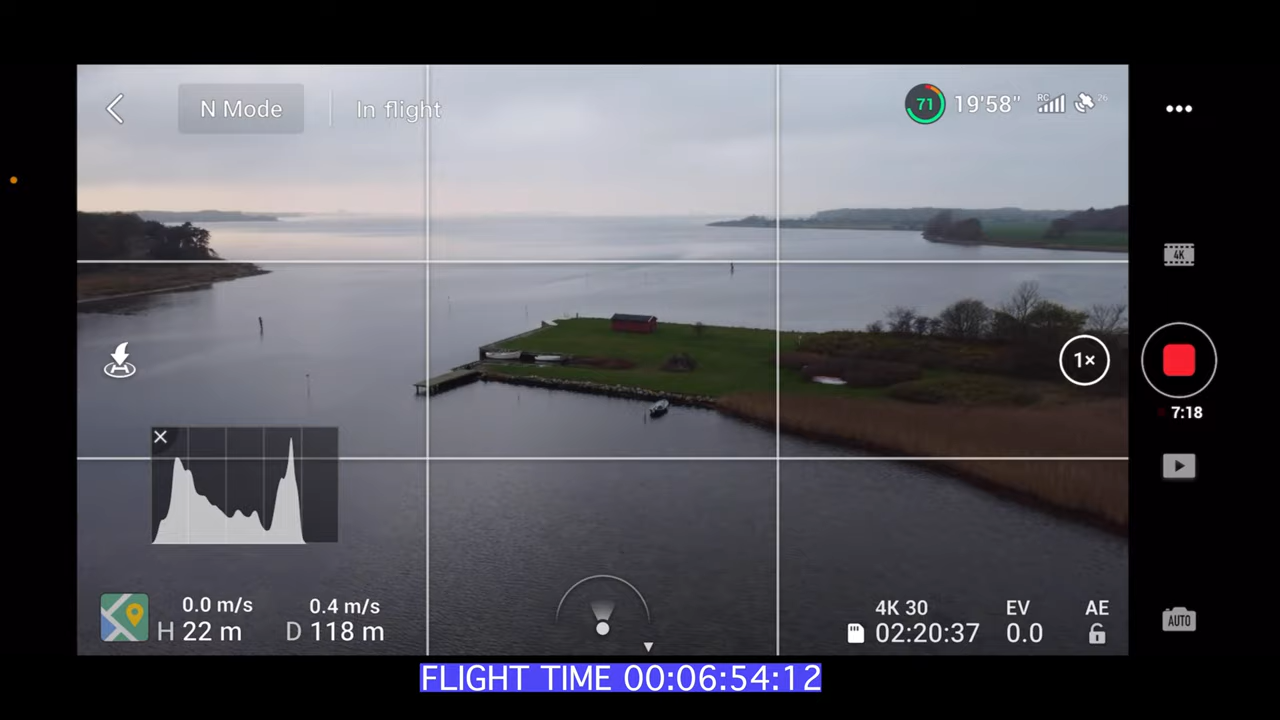 N Mode
In flight
71
19'58"
RC
26
4K
1×
7:18
0.0 m/s
0.4 m/s
H 22 m
D 118 m
4K 30
EV
AE
02:20:37
0.0
AUTO
FLIGHT TIME 00:06:54:12